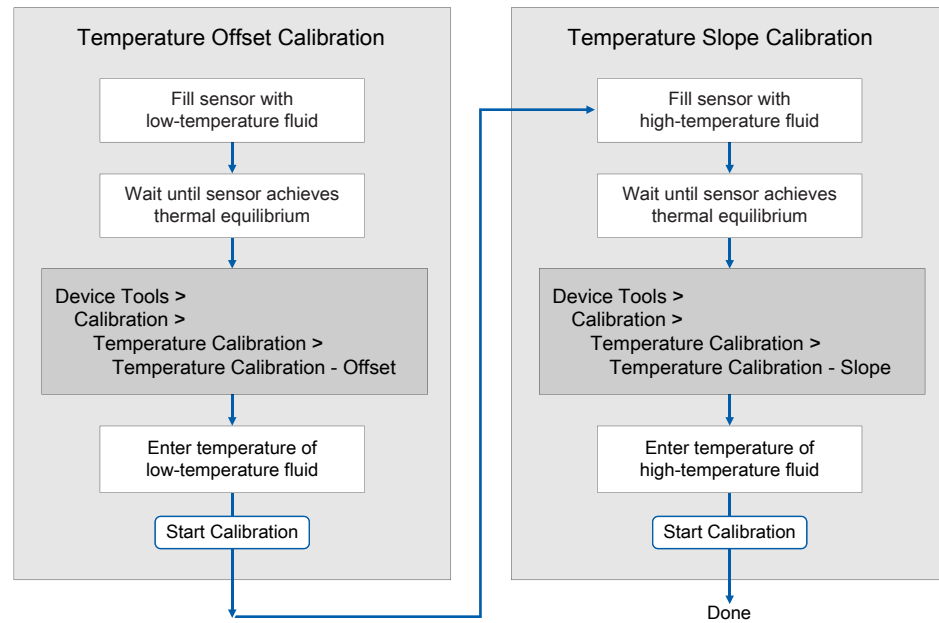 Temperature Offset Calibration
Fill sensor with
low-temperature fluid
Wait until sensor achieves
thermal equilibrium
Device Tools >
Calibration >
Temperature Calibration >
Temperature Calibration - Offset
Enter temperature of
low-temperature fluid
Start Calibration
Temperature Slope Calibration
Fill sensor with
high-temperature fluid
Wait until sensor achieves
thermal equilibrium
Device Tools >
Calibration >
Temperature Calibration >
Temperature Calibration - Slope
Enter temperature of
high-temperature fluid
Start Calibration
Done